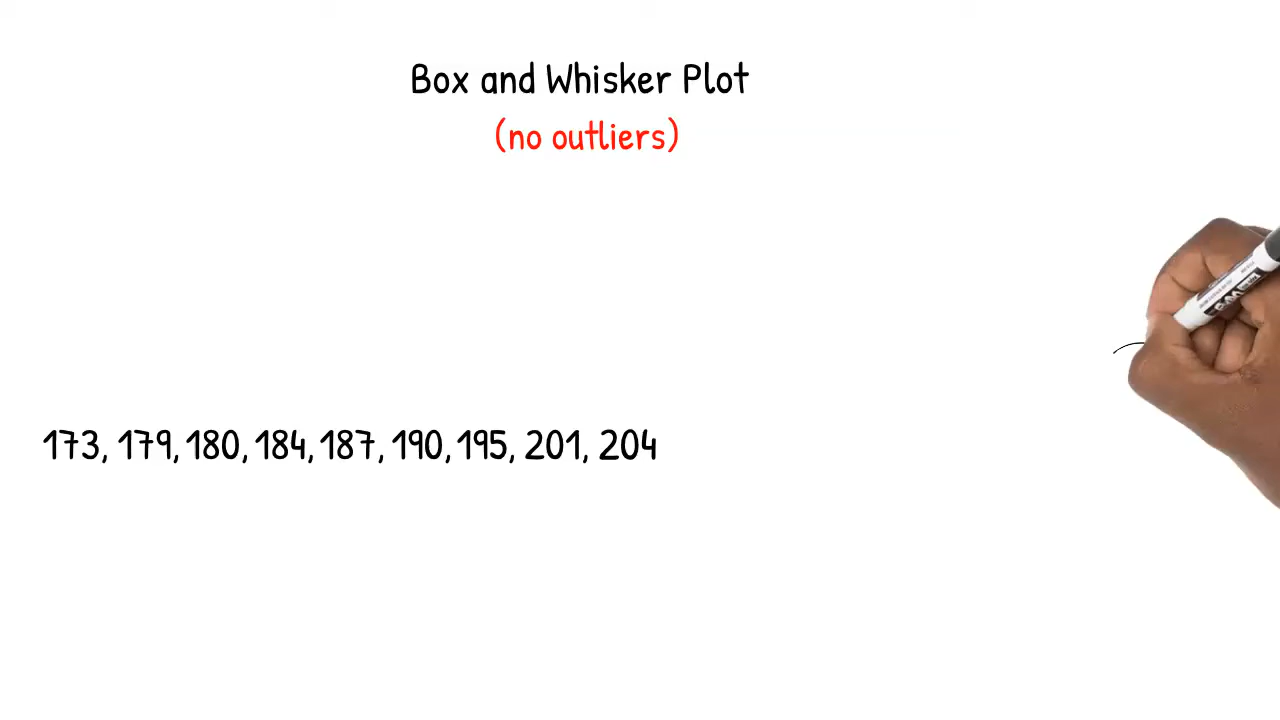 Box and Whisker Plot
(no outliers)
173, 179, 180, 184, 187, 190, 195, 201, 204